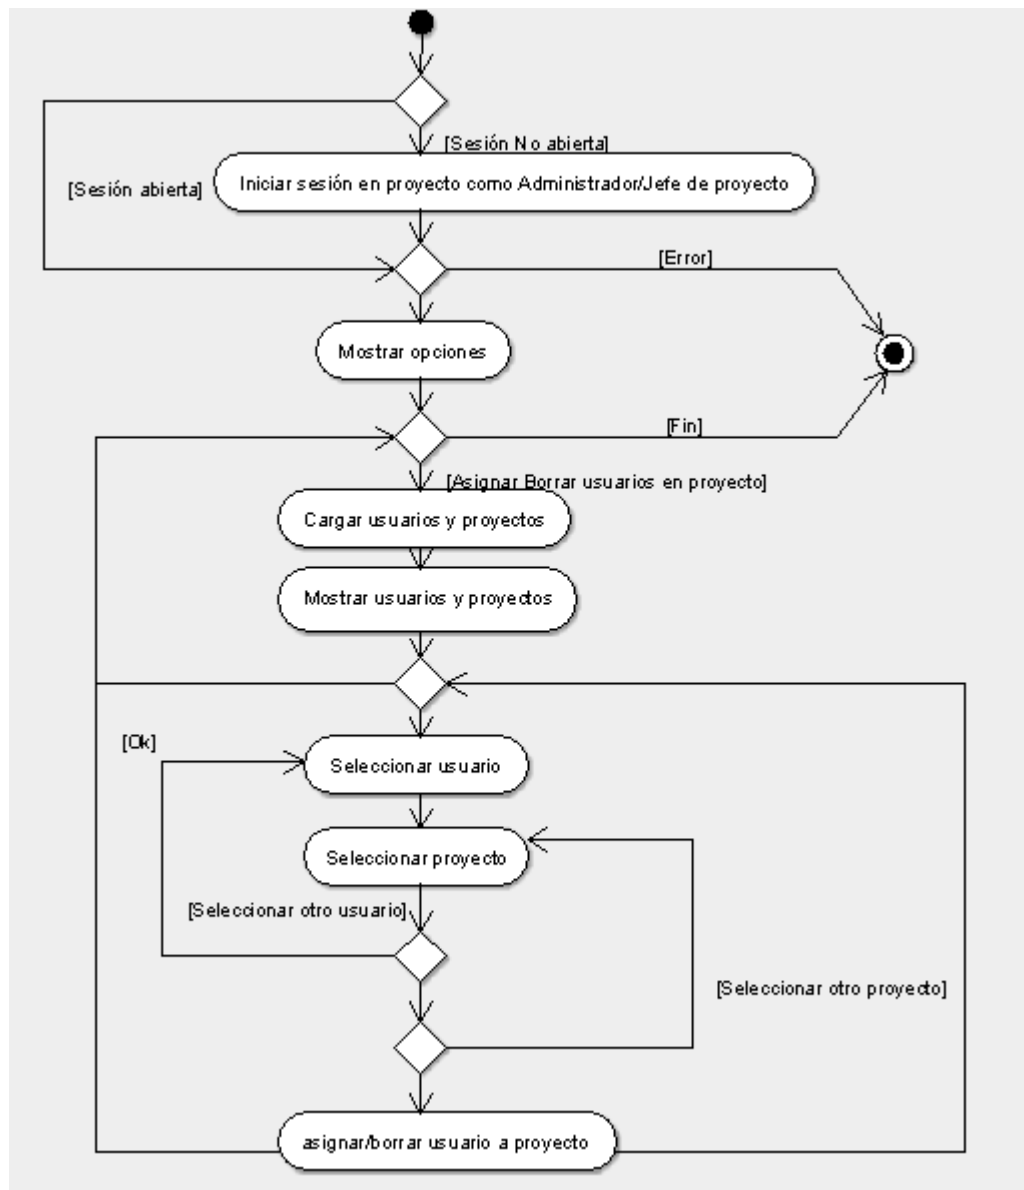 [Sesión No abierta]
Iniciar sesión en proyecto como Administrador/Jefe de proyecto
[Sesión abierta]
[Error]
Mostrar opciones
[Fin]
[Asignar Borrar usuarios en proyecto]
Cargar usuarios y proyectos
Mostrar usuarios y proyectos
[Ok]
Seleccionar usuario
Seleccionar proyecto
[Seleccionar otro usuario]
[Seleccionar otro proyecto]
asignar/borrar usuario a proyecto